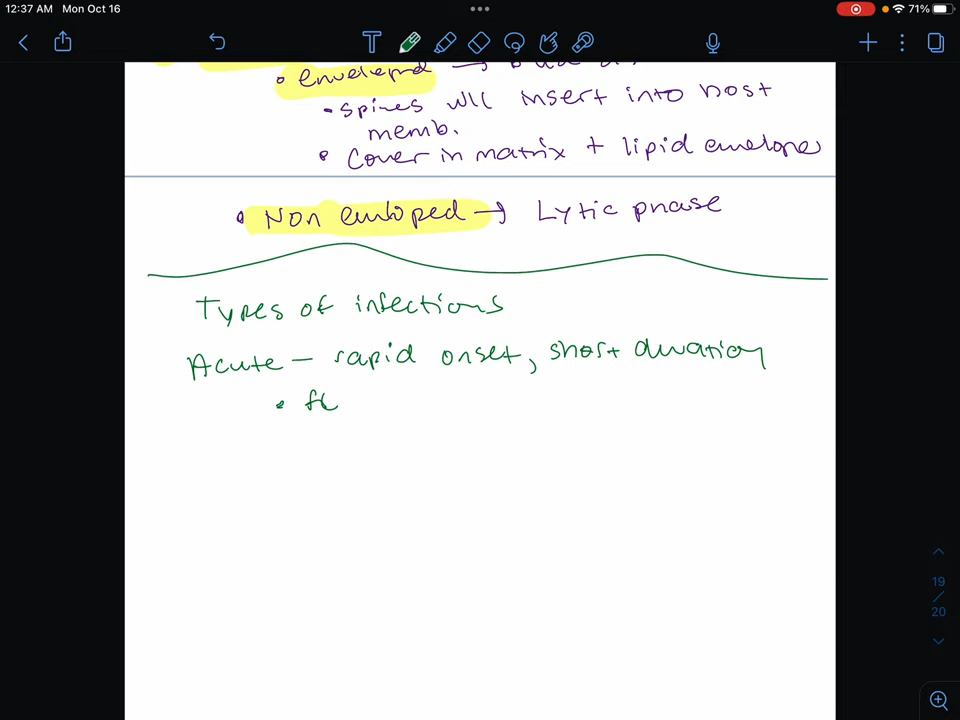 12:37 AM Mon Oct 16
71%
• enveloped →
• Spikes will insert into host
memb.
• Cover in matrix + lipid envelope
• Non enveloped → Lytic phase
Types of infections
Acute – rapid onset, short duration
• fl
19
/
20